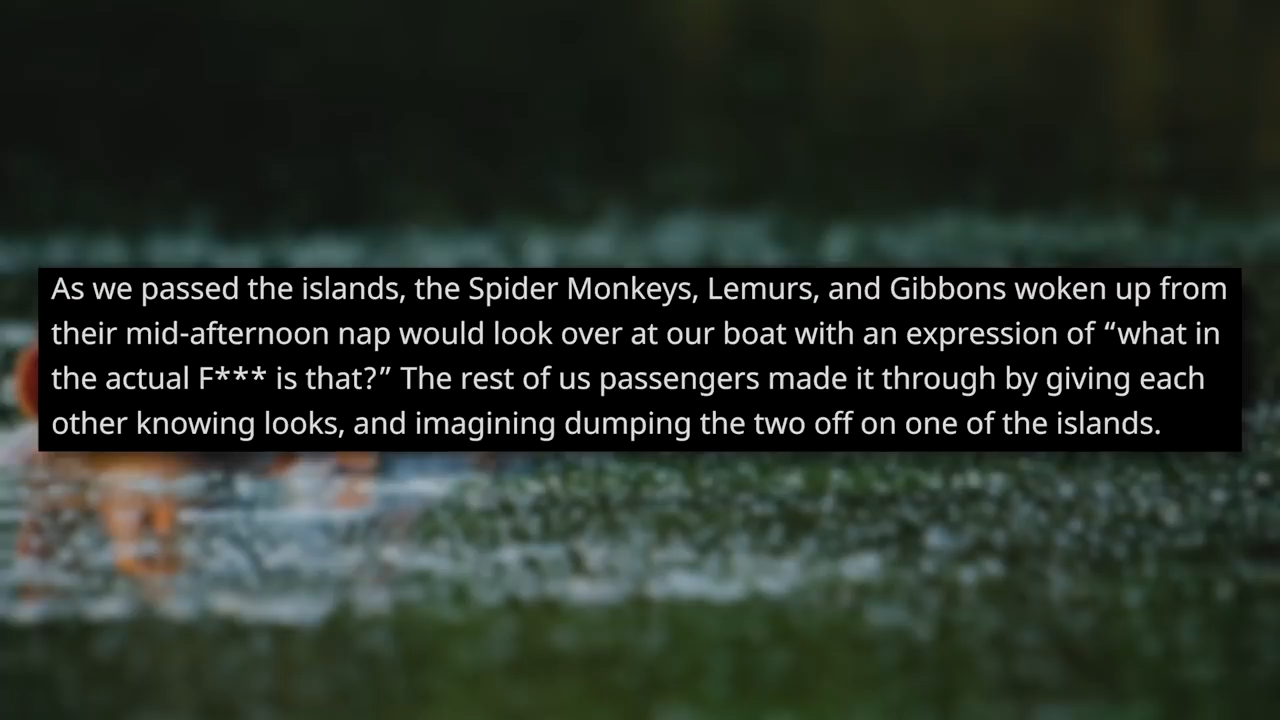 As we passed the islands, the Spider Monkeys, Lemurs, and Gibbons woken up from
their mid-afternoon nap would look over at our boat with an expression of “what in
the actual F*** is that?” The rest of us passengers made it through by giving each
other knowing looks, and imagining dumping the two off on one of the islands.